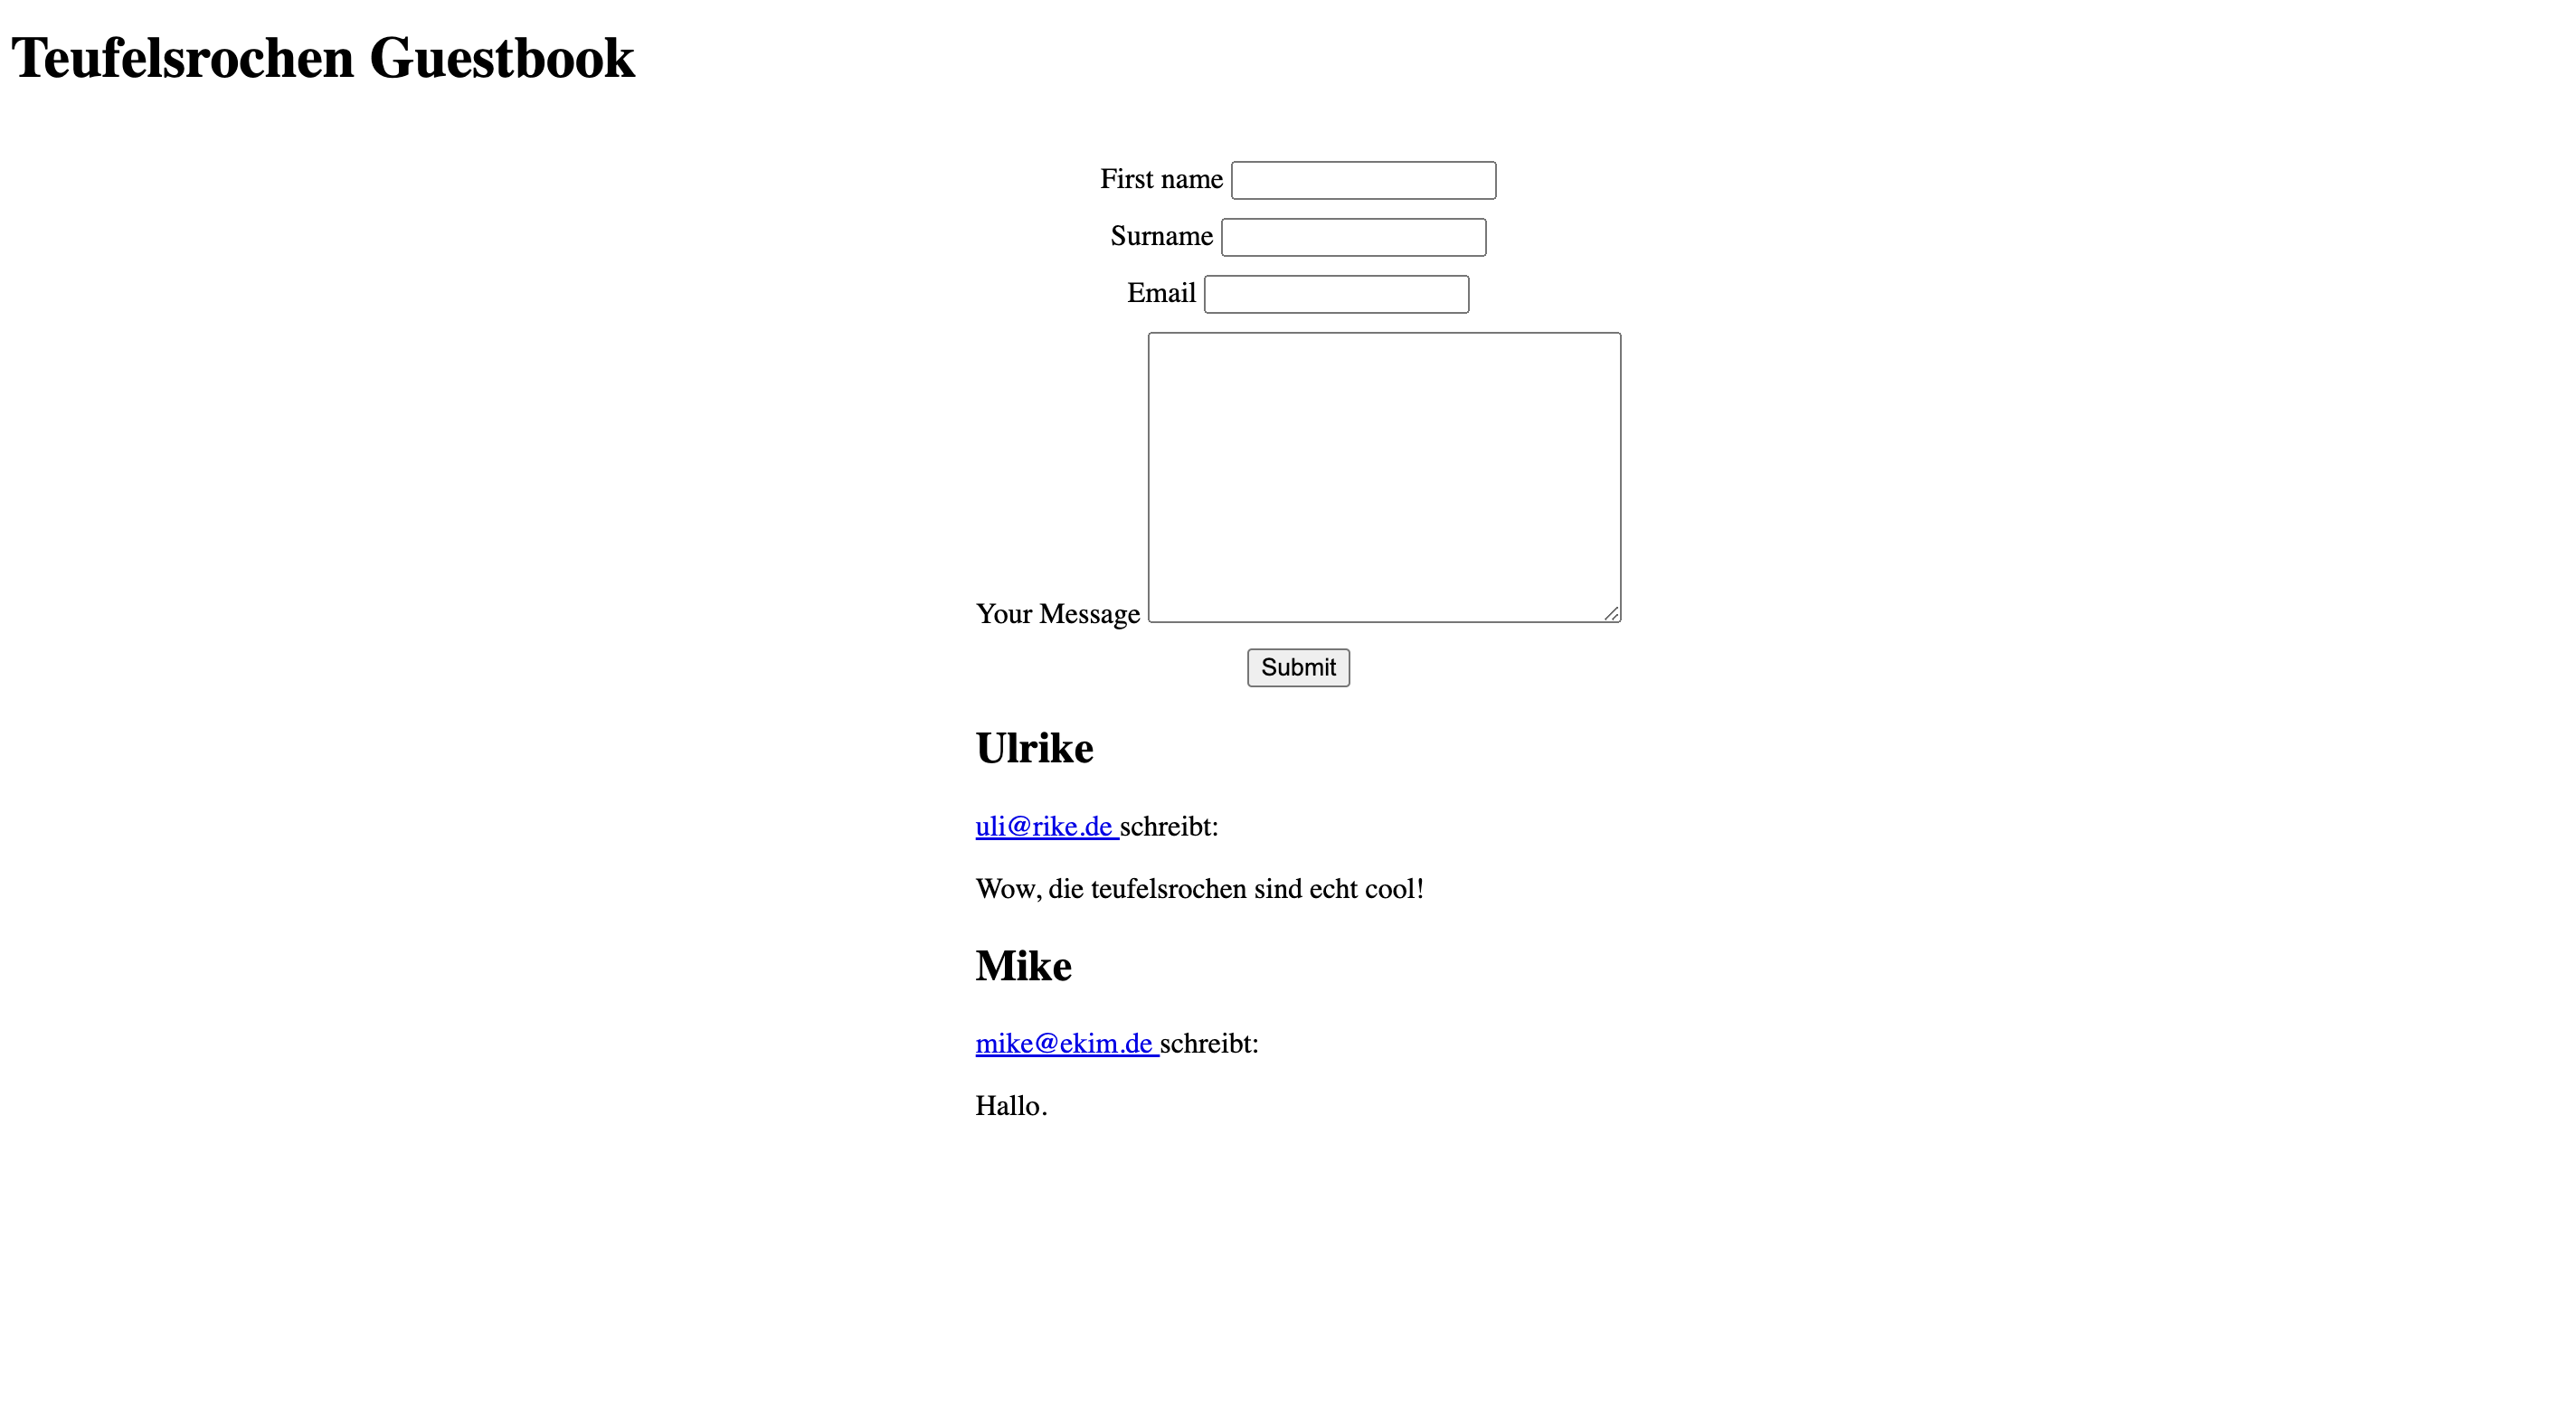 Teufelsrochen Guestbook
First name
Surname
Email
Your Message
Submit
Ulrike
uli@rike.de schreibt:
Wow, die teufelsrochen sind echt cool!
Mike
mike@ekim.de schreibt:
Hallo.